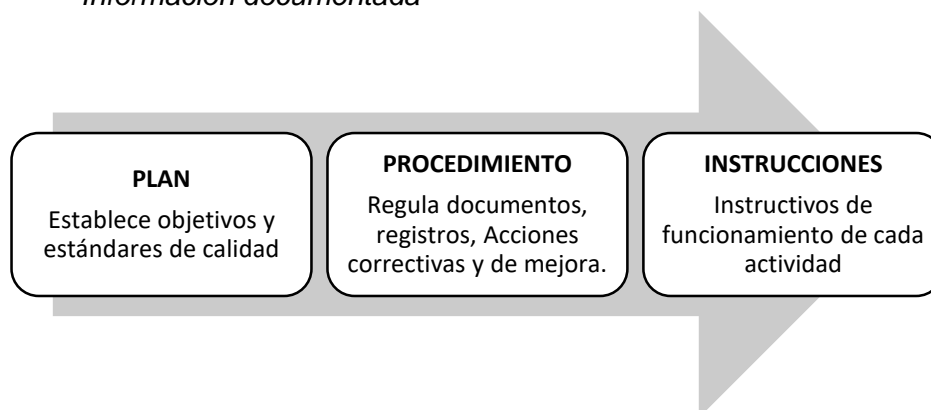 Información documentada
PLAN
Establece objetivos y
estándares de calidad
PROCEDIMIENTO
Regula documentos,
registros, Acciones
correctivas y de mejora.
INSTRUCCIONES
Instructivos de
funcionamiento de cada
actividad